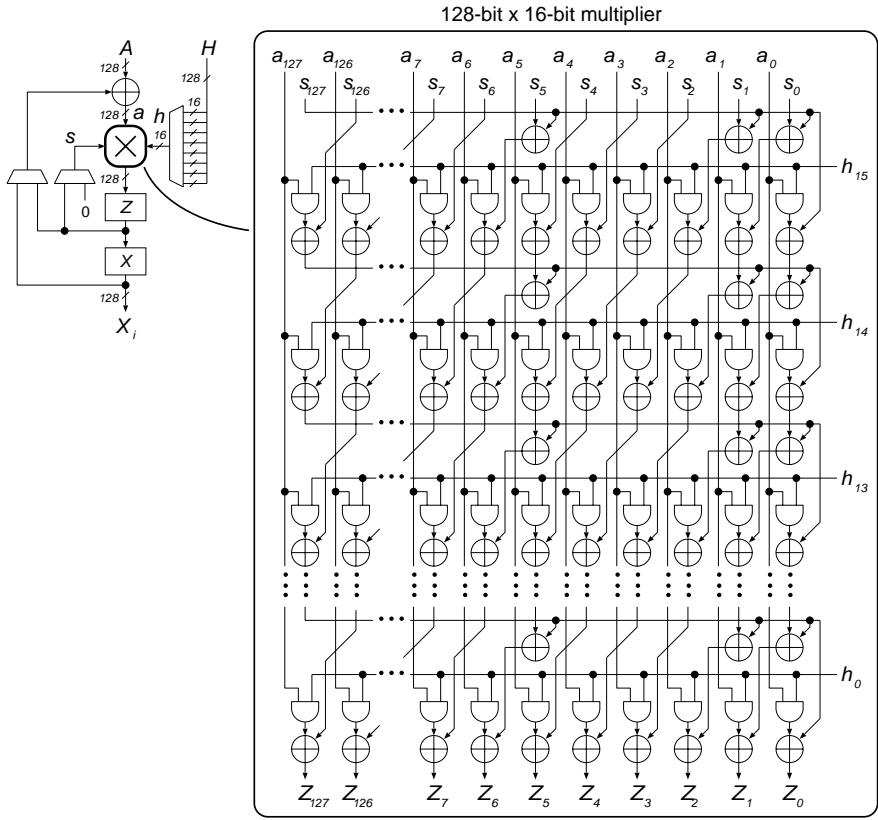 128-bit x 16-bit multiplier
A H
128 128
16
128 a h
s 16
128
0
Z
X
128
X_i
a_127 a_126 a_7 a_6 a_5 a_4 a_3 a_2 a_1 a_0
s_127 s_126 ••• s_7 s_6 s_5 s_4 s_3 s_2 s_1 s_0
••• h_15
•••
••• h_14
•••
••• h_13
•••
••• h_0
Z_127 Z_126 Z_7 Z_6 Z_5 Z_4 Z_3 Z_2 Z_1 Z_0